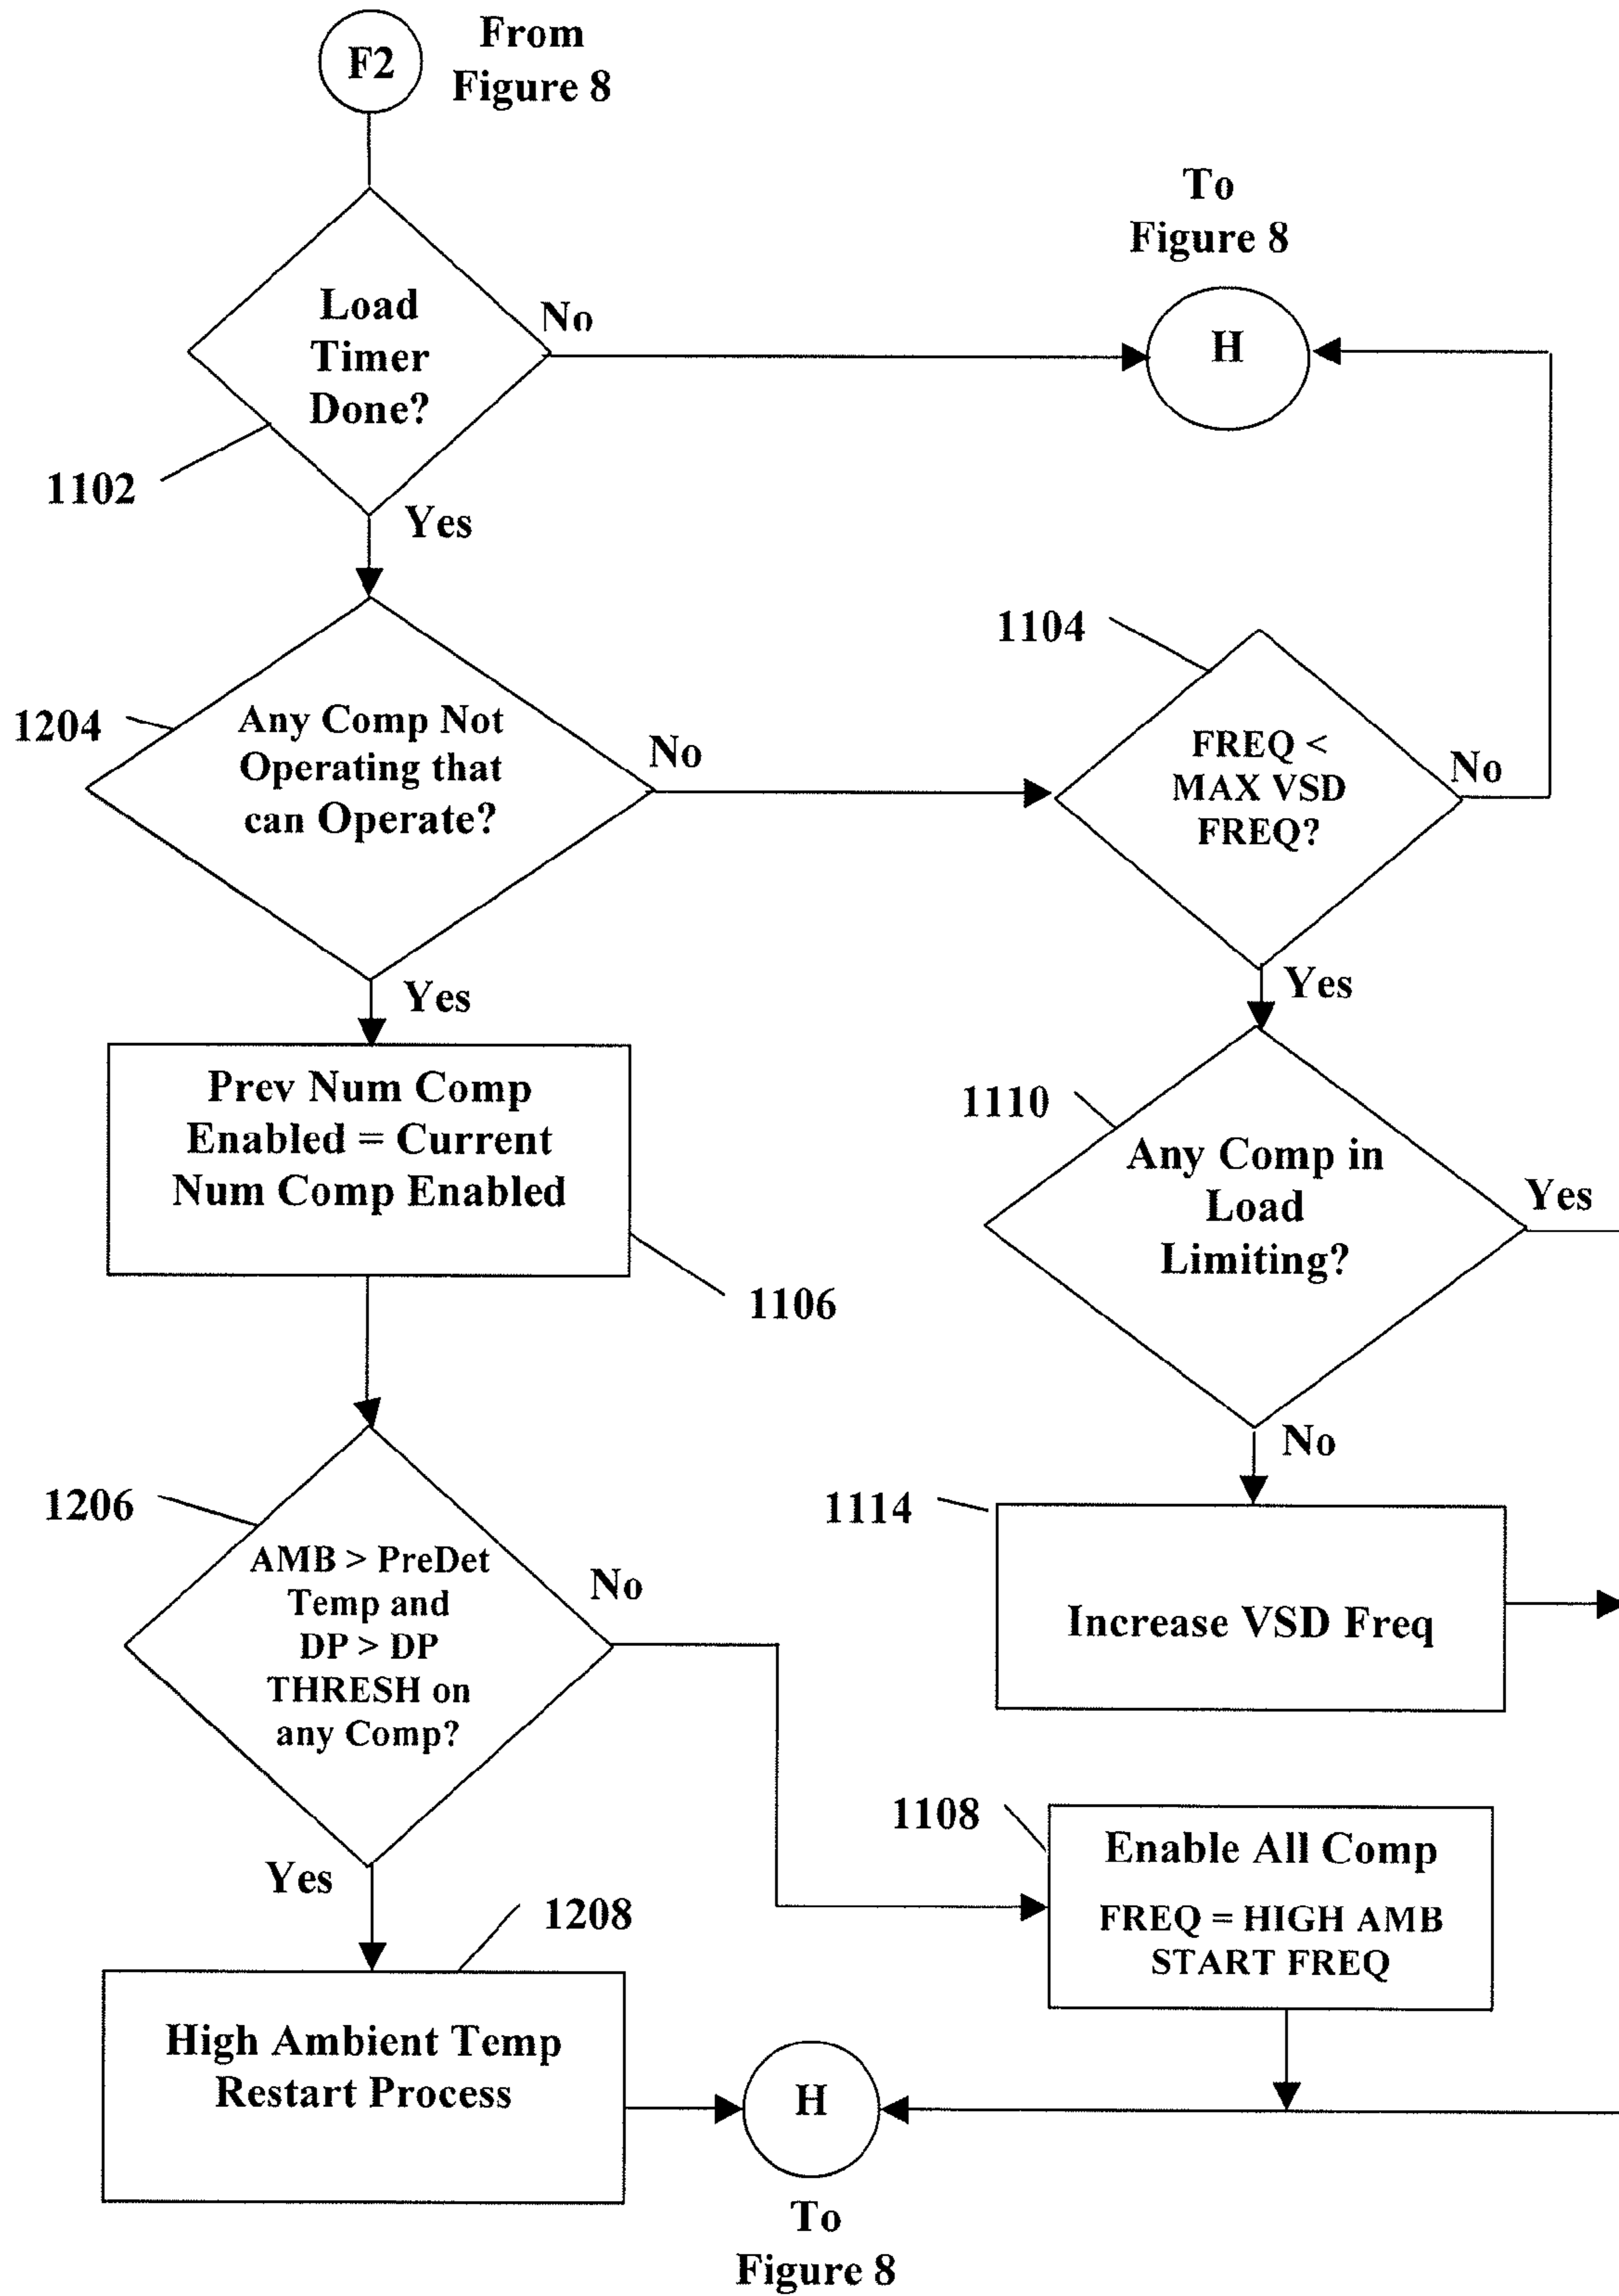 F2
From
Figure 8
To
Figure 8
Load
Timer
Done?
No
H
1102
Yes
1104
1204
Any Comp Not
Operating that
can Operate?
No
FREQ <
MAX VSD
FREQ?
No
Yes
Yes
Prev Num Comp
Enabled = Current
Num Comp Enabled
1106
1110
Any Comp in
Load
Limiting?
Yes
No
1206
AMB > PreDet
Temp and
DP > DP
THRESH on
any Comp?
No
1114
Increase VSD Freq
Yes
1108
Enable All Comp
FREQ = HIGH AMB
START FREQ
1208
High Ambient Temp
Restart Process
H
To
Figure 8